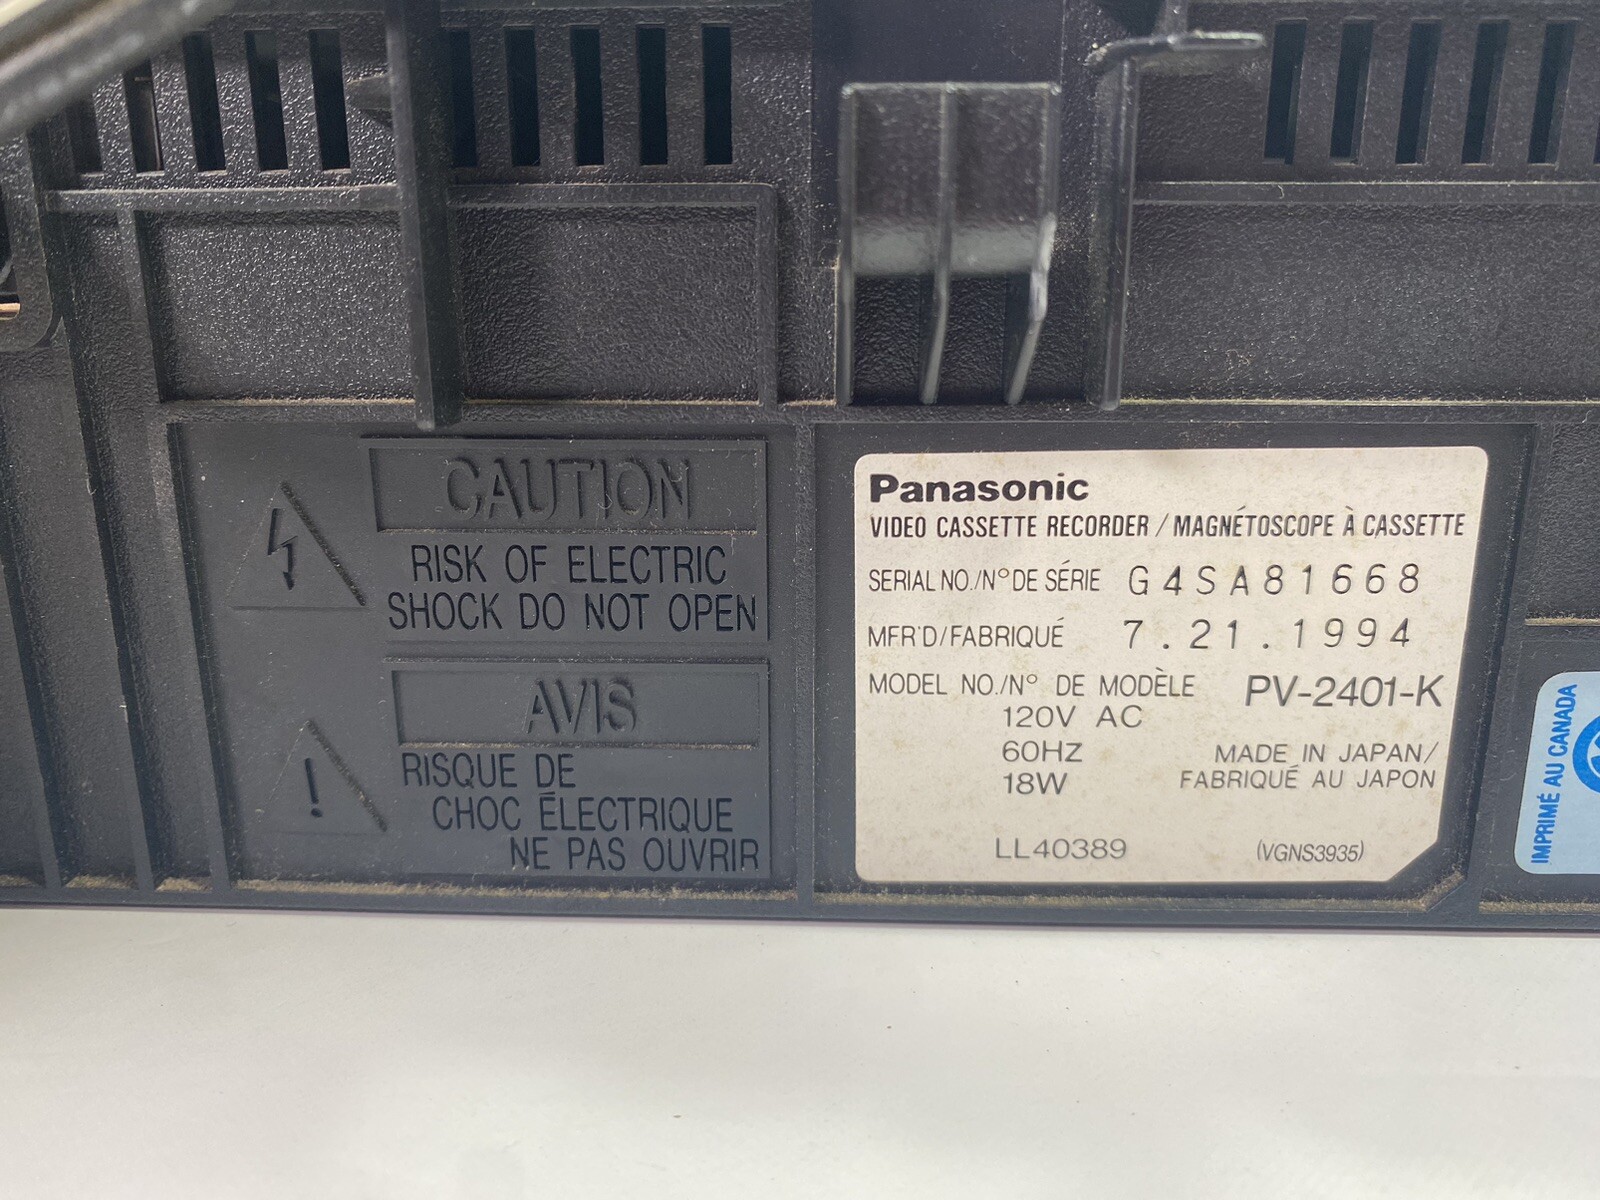 CAUTION
RISK OF ELECTRIC
SHOCK DO NOT OPEN
AVIS
RISQUE DE
CHOC ÉLECTRIQUE
NE PAS OUVRIR
Panasonic
VIDEO CASSETTE RECORDER / MAGNÉTOSCOPE À CASSETTE
SERIAL NO./N° DE SÉRIE G4SA81668
MFR'D/FABRIQUÉ 7.21.1994
MODEL NO./N° DE MODÈLE PV-2401-K
120V AC
60HZ
18W
MADE IN JAPAN/
FABRIQUÉ AU JAPON
LL40389
(VGNS3935)
IMPRIMÉ AU CANADA